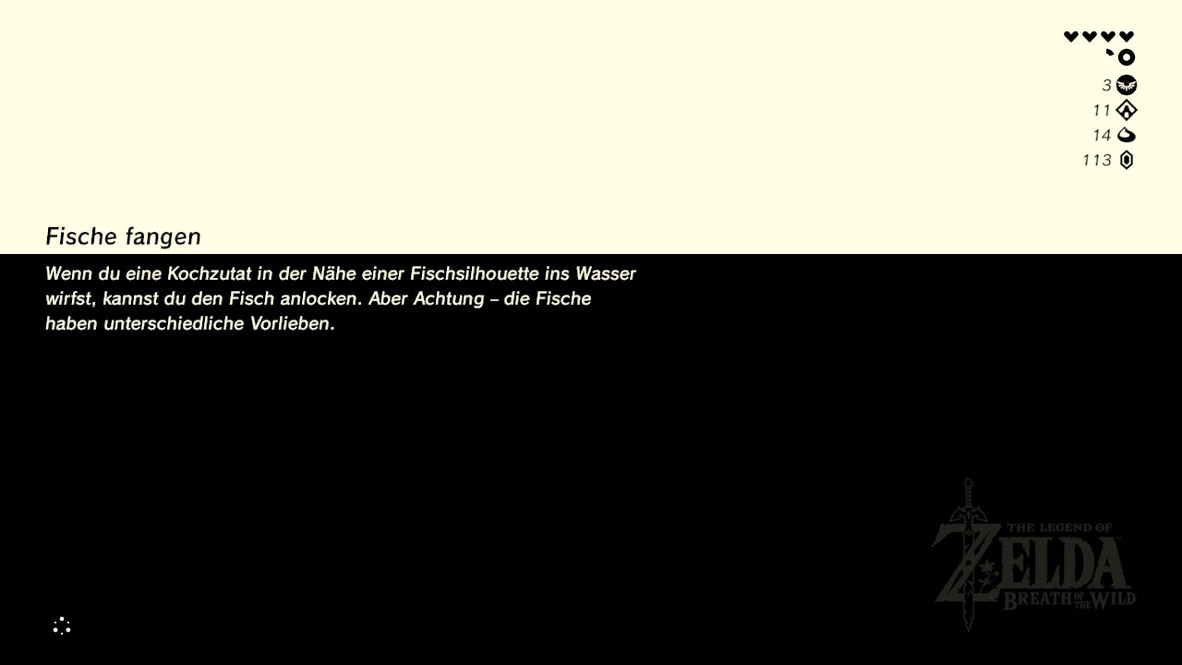 3
11
14
113
Fische fangen
Wenn du eine Kochzutat in der Nähe einer Fischsilhouette ins Wasser
wirfst, kannst du den Fisch anlocken. Aber Achtung – die Fische
haben unterschiedliche Vorlieben.
THE LEGEND OF
ZELDA
BREATH OF THE WILD